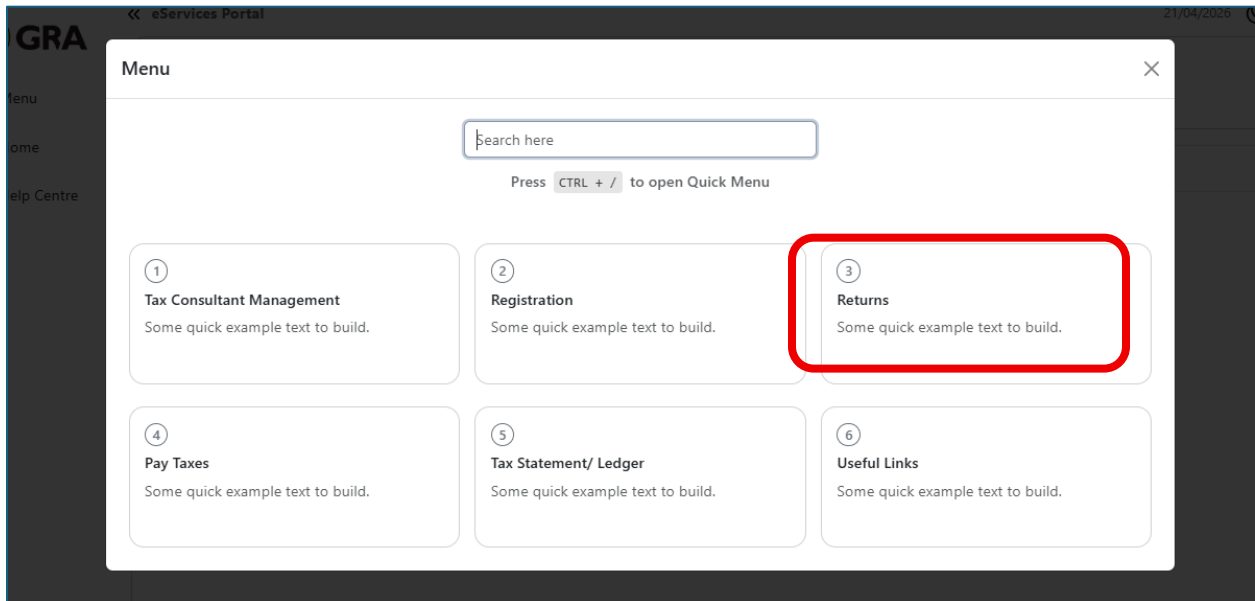 « eServices Portal
21/04/2026
GRA
Menu
Search here
Press CTRL + / to open Quick Menu
1
Tax Consultant Management
Some quick example text to build.
2
Registration
Some quick example text to build.
3
Returns
Some quick example text to build.
4
Pay Taxes
Some quick example text to build.
5
Tax Statement/ Ledger
Some quick example text to build.
6
Useful Links
Some quick example text to build.
enu
ome
elp Centre